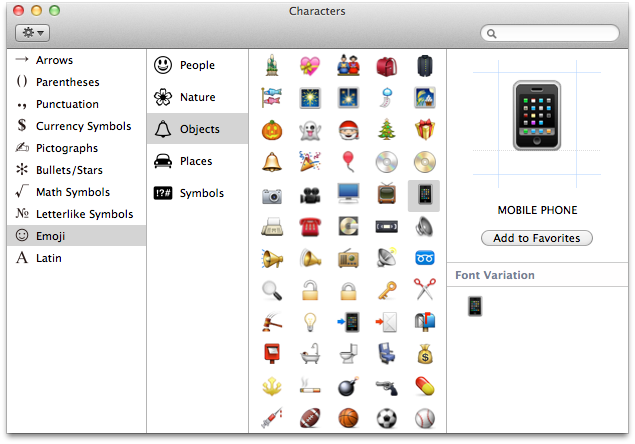 Characters
Arrows
Parentheses
Punctuation
$ Currency Symbols
Pictographs
Bullets/Stars
Math Symbols
№ Letterlike Symbols
Emoji
A Latin
People
Nature
Objects
Places
!?# Symbols
MOBILE PHONE
Add to Favorites
Font Variation